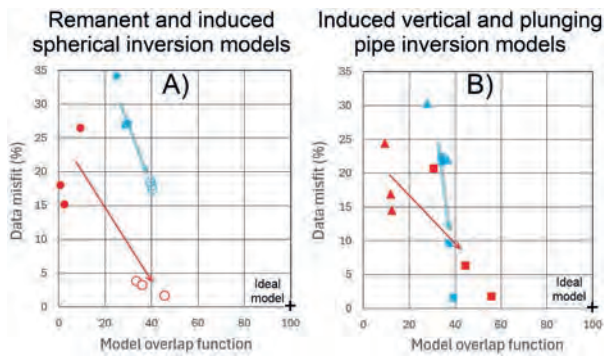 Remanent and induced
spherical inversion models
Induced vertical and plunging
pipe inversion models
A)
Data misfit (%)
35
30
25
20
15
10
5
0
0
20
40
60
80
100
Ideal
model
Model overlap function
B)
Data misfit (%)
35
30
25
20
15
10
5
0
0
20
40
60
80
100
Ideal
model
Model overlap function